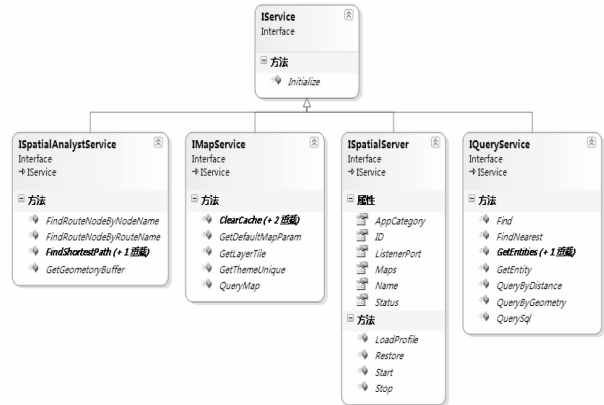 IService
Interface
方法
Initialize
ISpatialAnalystService
Interface
IService
方法
FindRouteNodeByNodeName
FindRouteNodeByRouteName
FindShortestPath (+ 1 重载)
GetGeometoryBuffer
IMapService
Interface
IService
方法
ClearCache (+ 2 重载)
GetDefaultMapParam
GetLayerTile
GetThemeUnique
QueryMap
ISpatialServer
Interface
IService
属性
AppCategory
ID
ListenerPort
Maps
Name
Status
方法
LoadProfile
Restore
Start
Stop
IQueryService
Interface
IService
方法
Find
FindNearest
GetEntities (+ 1 重载)
GetEntity
QueryByDistance
QueryByGeometry
QuerySql